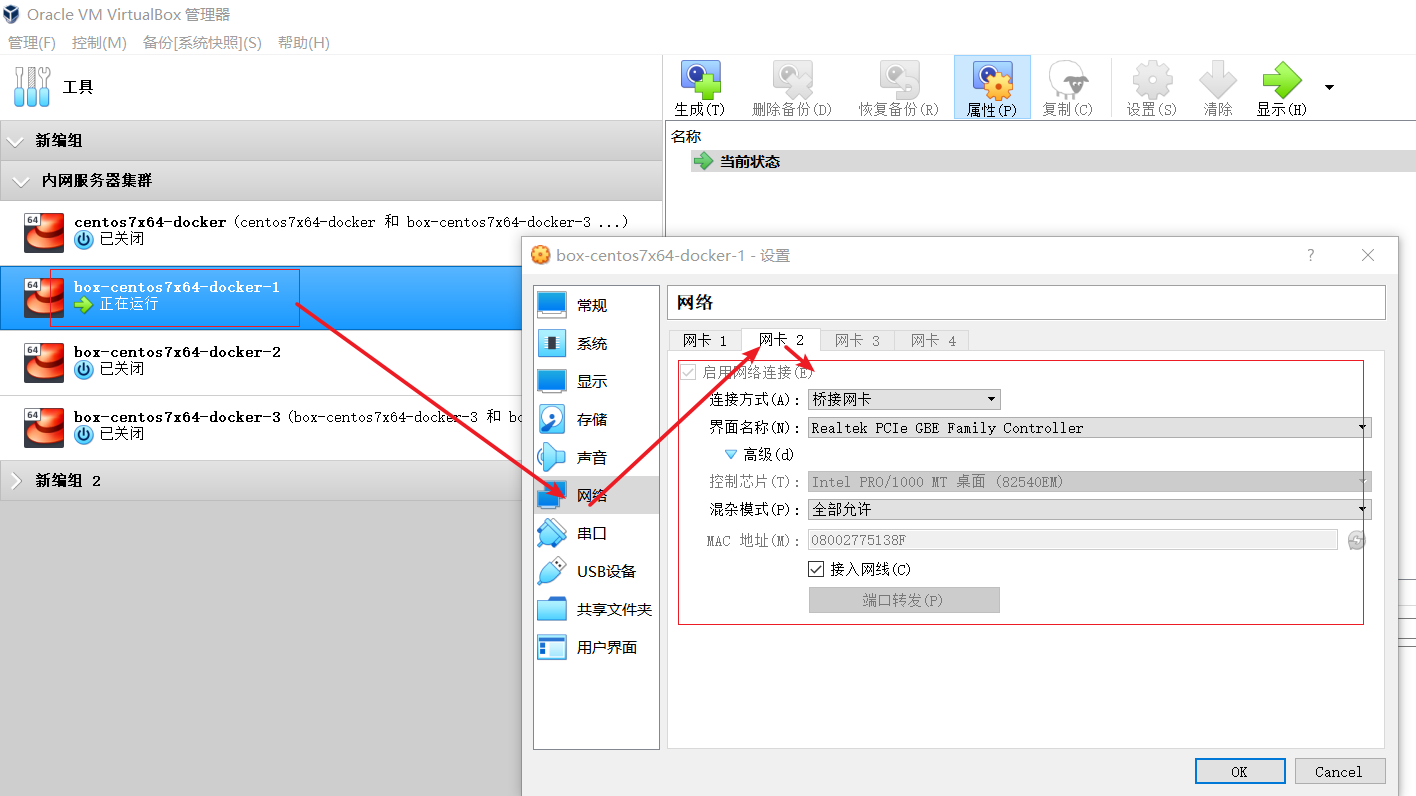 Oracle VM VirtualBox 管理器
管理(F) 控制(M) 备份[系统快照](S) 帮助(H)
工具
生成(T) 删除备份(D) 恢复备份(R) 属性(P) 复制(C) 设置(S) 清除 显示(H)
名称
当前状态
新编组
内网服务器集群
64
centos7x64-docker (centos7x64-docker 和 box-centos7x64-docker-3 ...)
已关闭
64
box-centos7x64-docker-1
正在运行
64
box-centos7x64-docker-2
已关闭
64
box-centos7x64-docker-3 (box-centos7x64-docker-3 和 bo
已关闭
新编组 2
box-centos7x64-docker-1 - 设置
?
常规
系统
显示
存储
声音
网络
串口
USB设备
共享文件夹
用户界面
网络
网卡 1 网卡 2 网卡 3 网卡 4
启用网络连接(E)
连接方式(A): 桥接网卡
界面名称(N): Realtek PCIe GBE Family Controller
高级(d)
控制芯片(T): Intel PRO/1000 MT 桌面 (82540EM)
混杂模式(P): 全部允许
MAC 地址(M): 08002775138F
接入网线(C)
端口转发(P)
OK Cancel